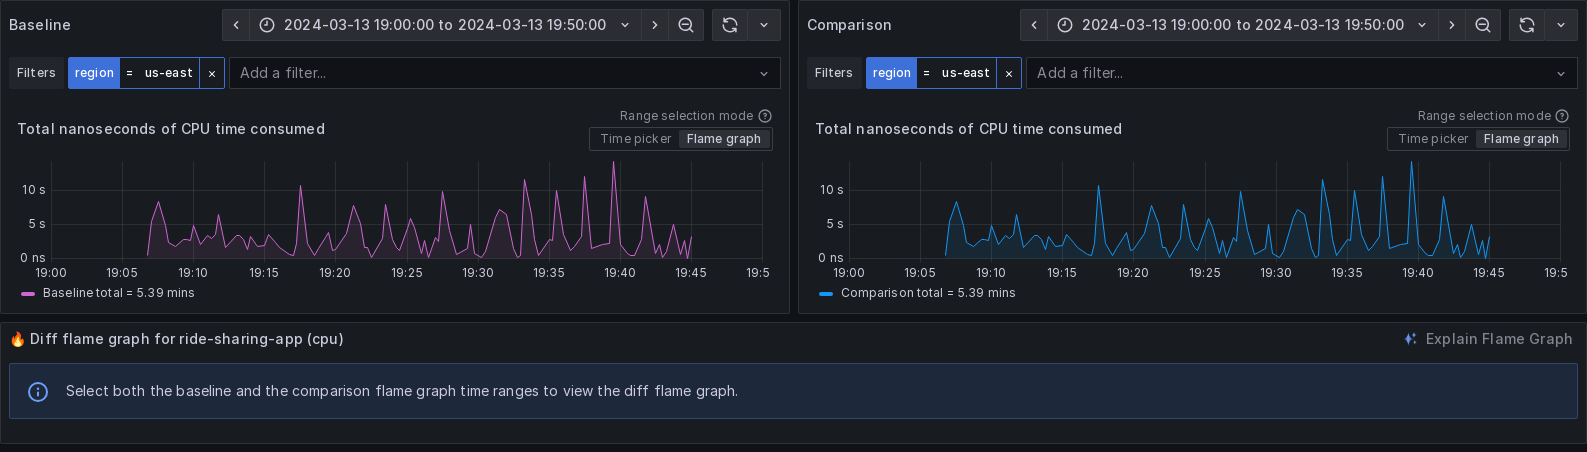 Baseline
2024-03-13 19:00:00 to 2024-03-13 19:50:00
Filters region = us-east × Add a filter...
Range selection mode
Total nanoseconds of CPU time consumed
Time picker Flame graph
10 s
5 s
0 ns
19:00 19:05 19:10 19:15 19:20 19:25 19:30 19:35 19:40 19:45 19:5
Baseline total = 5.39 mins
Comparison
2024-03-13 19:00:00 to 2024-03-13 19:50:00
Filters region = us-east × Add a filter...
Range selection mode
Total nanoseconds of CPU time consumed
Time picker Flame graph
10 s
5 s
0 ns
19:00 19:05 19:10 19:15 19:20 19:25 19:30 19:35 19:40 19:45 19:5
Comparison total = 5.39 mins
🔥 Diff flame graph for ride-sharing-app (cpu)
Explain Flame Graph
Select both the baseline and the comparison flame graph time ranges to view the diff flame graph.